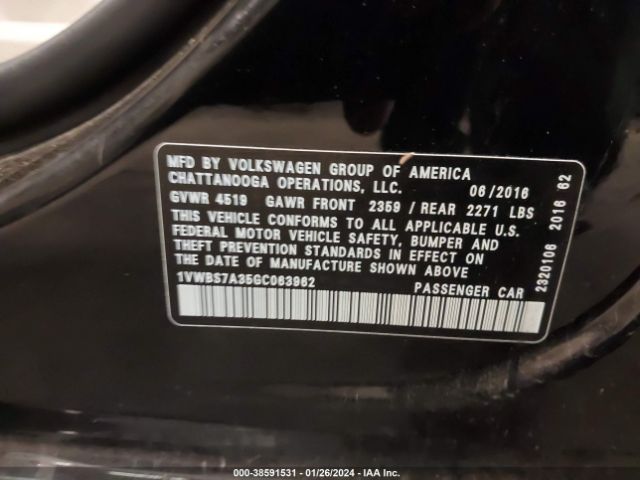 MFD BY VOLKSWAGEN GROUP OF AMERICA
CHATTANOOGA OPERATIONS, LLC. 06/2016
GVWR 4519 GAWR FRONT 2359 / REAR 2271 LBS
THIS VEHICLE CONFORMS TO ALL APPLICABLE U.S.
FEDERAL MOTOR VEHICLE SAFETY, BUMPER AND
THEFT PREVENTION STANDARDS IN EFFECT ON
THE DATE OF MANUFACTURE SHOWN ABOVE
1VWBS7A35GC063962 PASSENGER CAR
2320106 2016 62
000-38591531 - 01/26/2024 - IAA Inc.